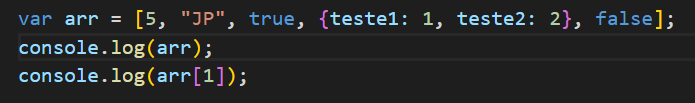 var arr = [5, "JP", true, {teste1: 1, teste2: 2}, false];
console.log(arr);
console.log(arr[1]);